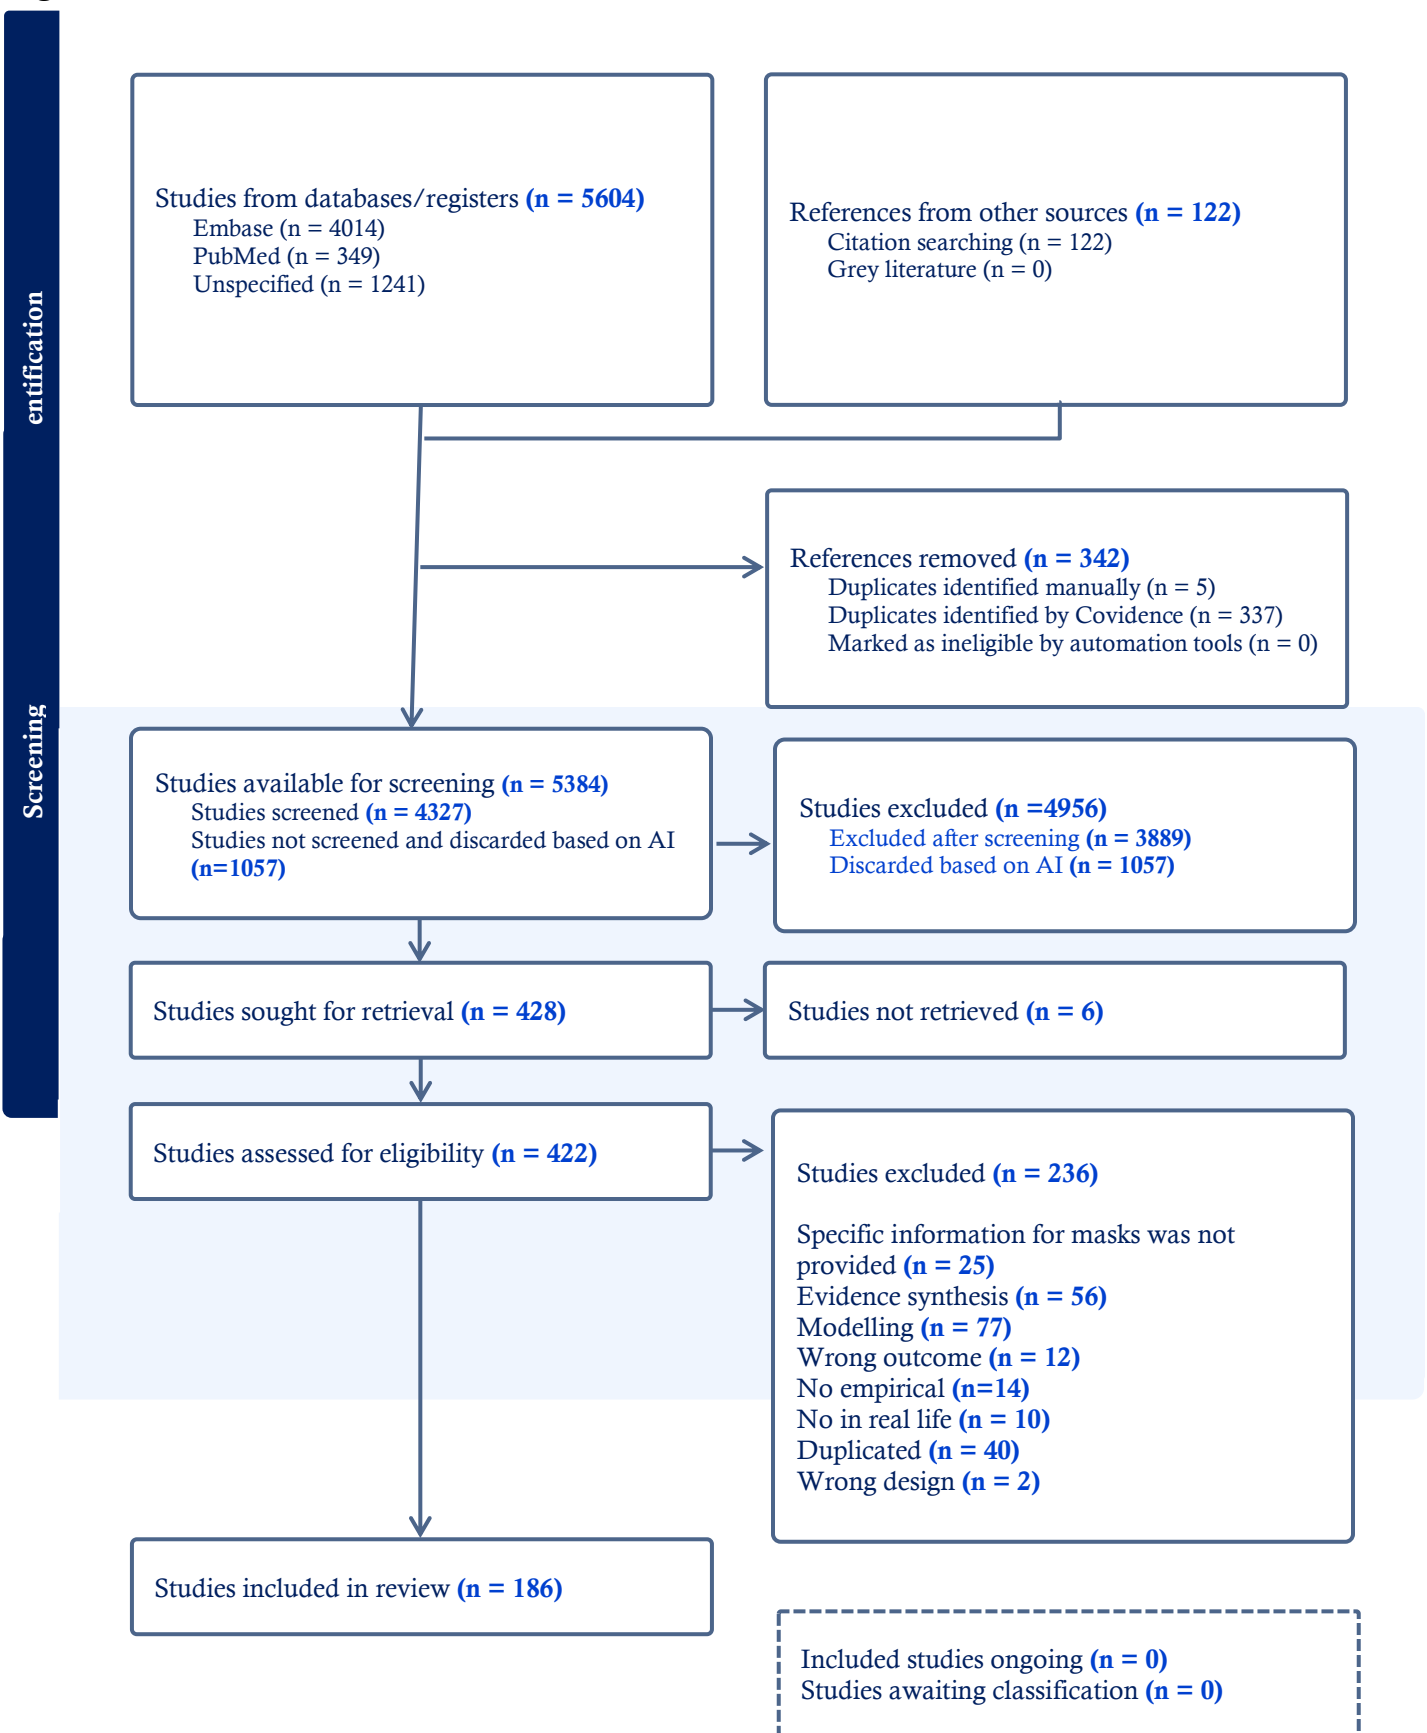 entification
Studies from databases/registers (n = 5604)
Embase (n = 4014)
PubMed (n = 349)
Unspecified (n = 1241)
References from other sources (n = 122)
Citation searching (n = 122)
Grey literature (n = 0)
References removed (n = 342)
Duplicates identified manually (n = 5)
Duplicates identified by Covidence (n = 337)
Marked as ineligible by automation tools (n = 0)
Screening
Studies available for screening (n = 5384)
Studies screened (n = 4327)
Studies not screened and discarded based on AI
(n=1057)
Studies excluded (n =4956)
Excluded after screening (n = 3889)
Discarded based on AI (n = 1057)
Studies sought for retrieval (n = 428)
Studies not retrieved (n = 6)
Studies assessed for eligibility (n = 422)
Studies excluded (n = 236)
Specific information for masks was not
provided (n = 25)
Evidence synthesis (n = 56)
Modelling (n = 77)
Wrong outcome (n = 12)
No empirical (n=14)
No in real life (n = 10)
Duplicated (n = 40)
Wrong design (n = 2)
Studies included in review (n = 186)
Included studies ongoing (n = 0)
Studies awaiting classification (n = 0)